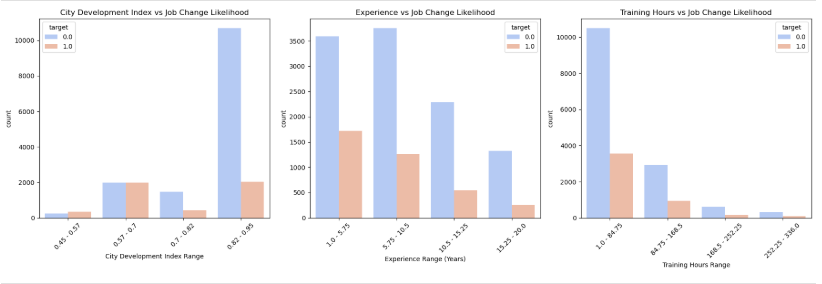 City Development Index vs Job Change Likelihood
target
0.0
1.0
10000
8000
6000
4000
2000
0
count
0.45 - 0.57
0.57 - 0.7
0.7 - 0.82
0.82 - 0.95
City Development Index Range
Experience vs Job Change Likelihood
target
0.0
1.0
3500
3000
2500
2000
1500
1000
500
0
count
1.0 - 5.75
5.75 - 10.5
10.5 - 15.25
15.25 - 20.0
Experience Range (Years)
Training Hours vs Job Change Likelihood
target
0.0
1.0
10000
8000
6000
4000
2000
0
count
1.0 - 84.75
84.75 - 168.5
168.5 - 252.25
252.25 - 336.0
Training Hours Range